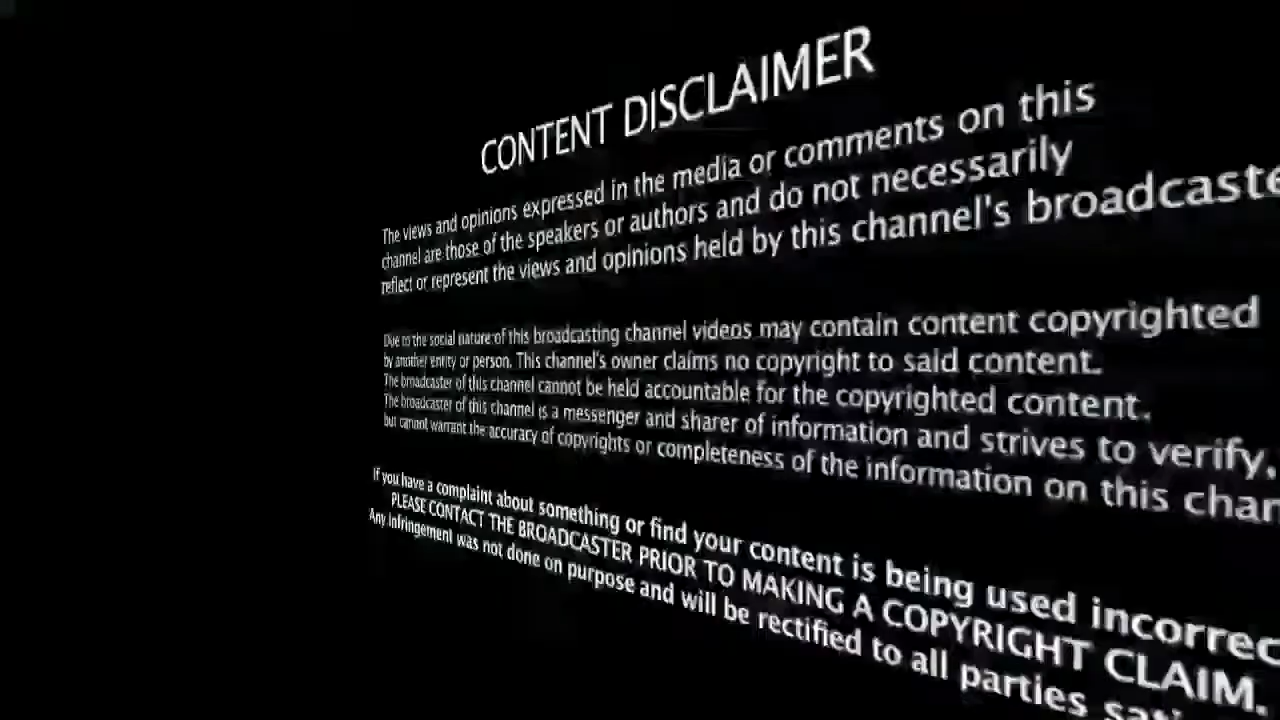 CONTENT DISCLAIMER
The views and opinions expressed in the media or comments on this
channel are those of the speakers or authors and do not necessarily
reflect or represent the views and opinions held by this channel's broadcaste
Due to the social nature of this broadcasting channel videos may contain content copyrighted
by another entity or person. This channel's owner claims no copyright to said content.
The broadcaster of this channel cannot be held accountable for the copyrighted content.
The broadcaster of this channel is a messenger and sharer of information and strives to verify,
but cannot warrant the accuracy of copyrights or completeness of the information on this chan
If you have a complaint about something or find your content is being used incorrec
PLEASE CONTACT THE BROADCASTER PRIOR TO MAKING A COPYRIGHT CLAIM.
Any infringement was not done on purpose and will be rectified to all parties